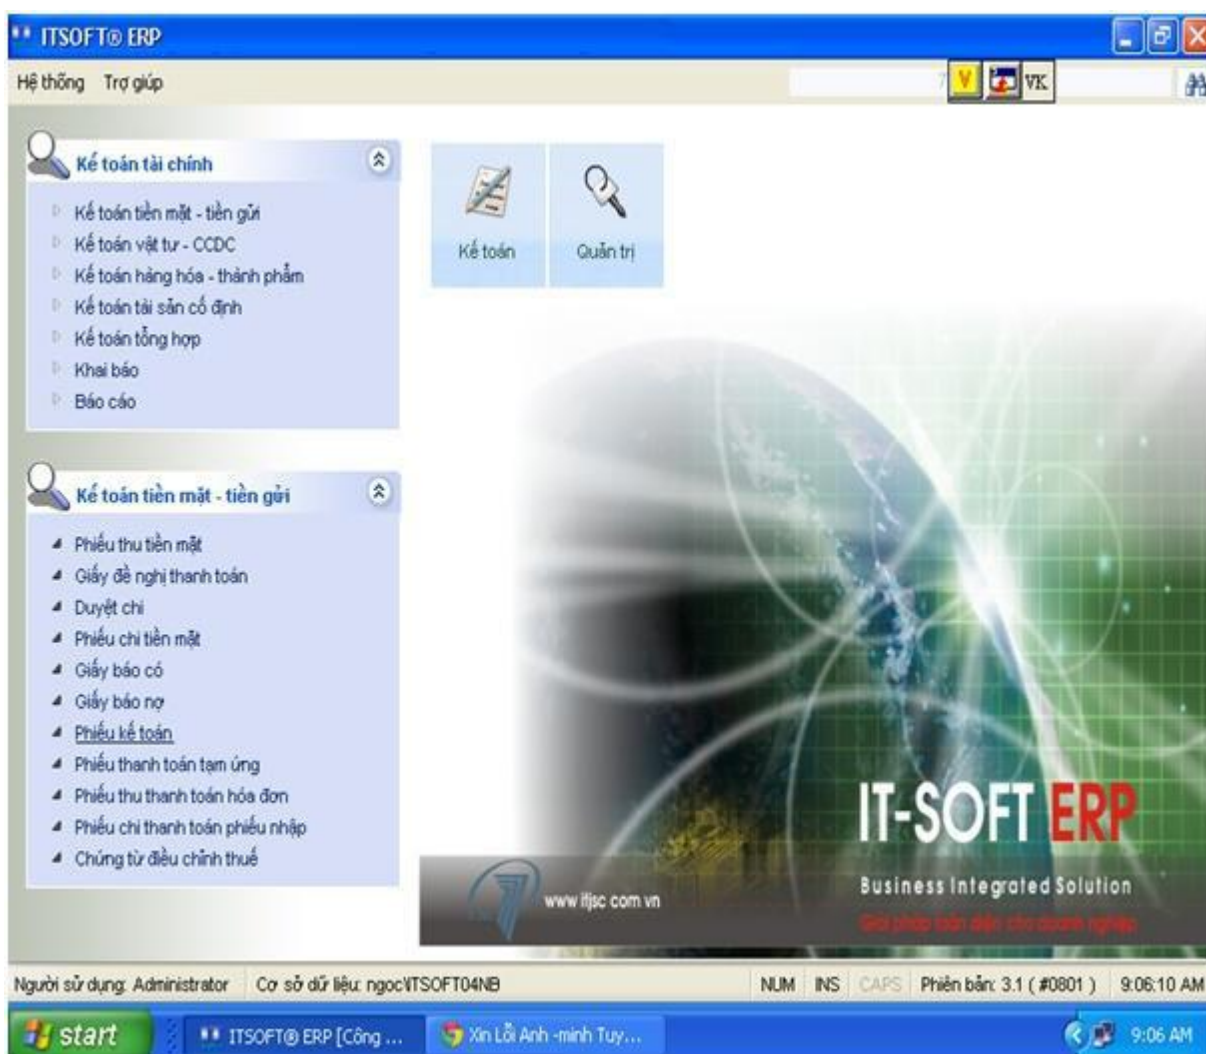 ITSOFT® ERP
Hệ thống Trợ giúp
V VK
Kế toán tài chính
Kế toán tiền mặt - tiền gửi
Kế toán vật tư - CCDC
Kế toán hàng hóa - thành phẩm
Kế toán tài sản cố định
Kế toán tổng hợp
Khai báo
Báo cáo
Kế toán Quản trị
Kế toán tiền mặt - tiền gửi
Phiếu thu tiền mặt
Giấy đề nghị thanh toán
Duyệt chi
Phiếu chi tiền mặt
Giấy báo có
Giấy báo nợ
Phiếu kế toán
Phiếu thanh toán tạm ứng
Phiếu thu thanh toán hóa đơn
Phiếu chi thanh toán phiếu nhập
Chứng từ điều chỉnh thuế
IT-SOFT ERP
Business Integrated Solution
Giải pháp toàn diện cho doanh nghiệp
www itjsc com vn
Người sử dụng: Administrator Cơ sở dữ liệu: ngoc\ITSOFT04NB NUM INS CAPS Phiên bản: 3.1 ( #0801 ) 9:06:10 AM
start ITSOFT® ERP [Công ... Xin Lỗi Anh -minh Tuy... 9:06 AM